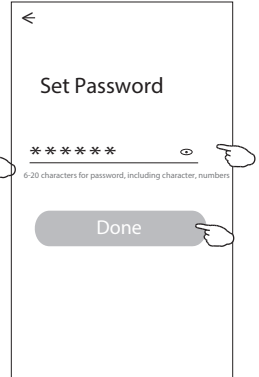 Set Password
******
6-20 characters for password, including character, numbers
Done